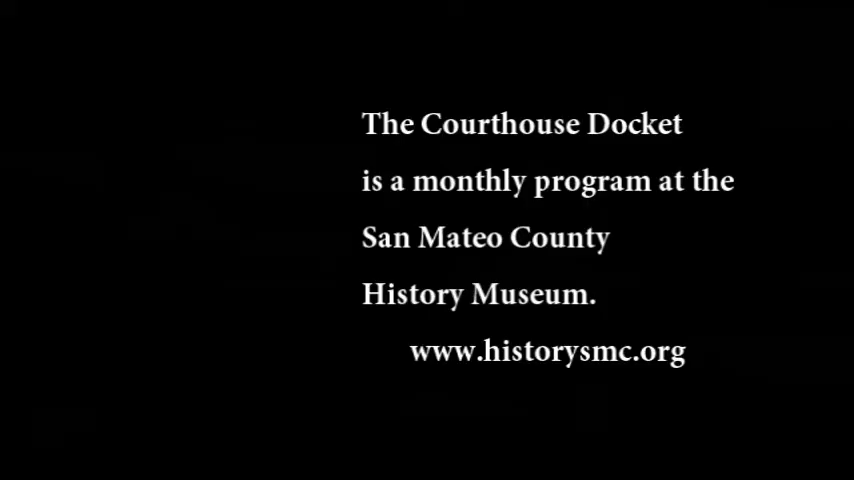 The Courthouse Docket
is a monthly program at the
San Mateo County
History Museum.
www.historysmc.org